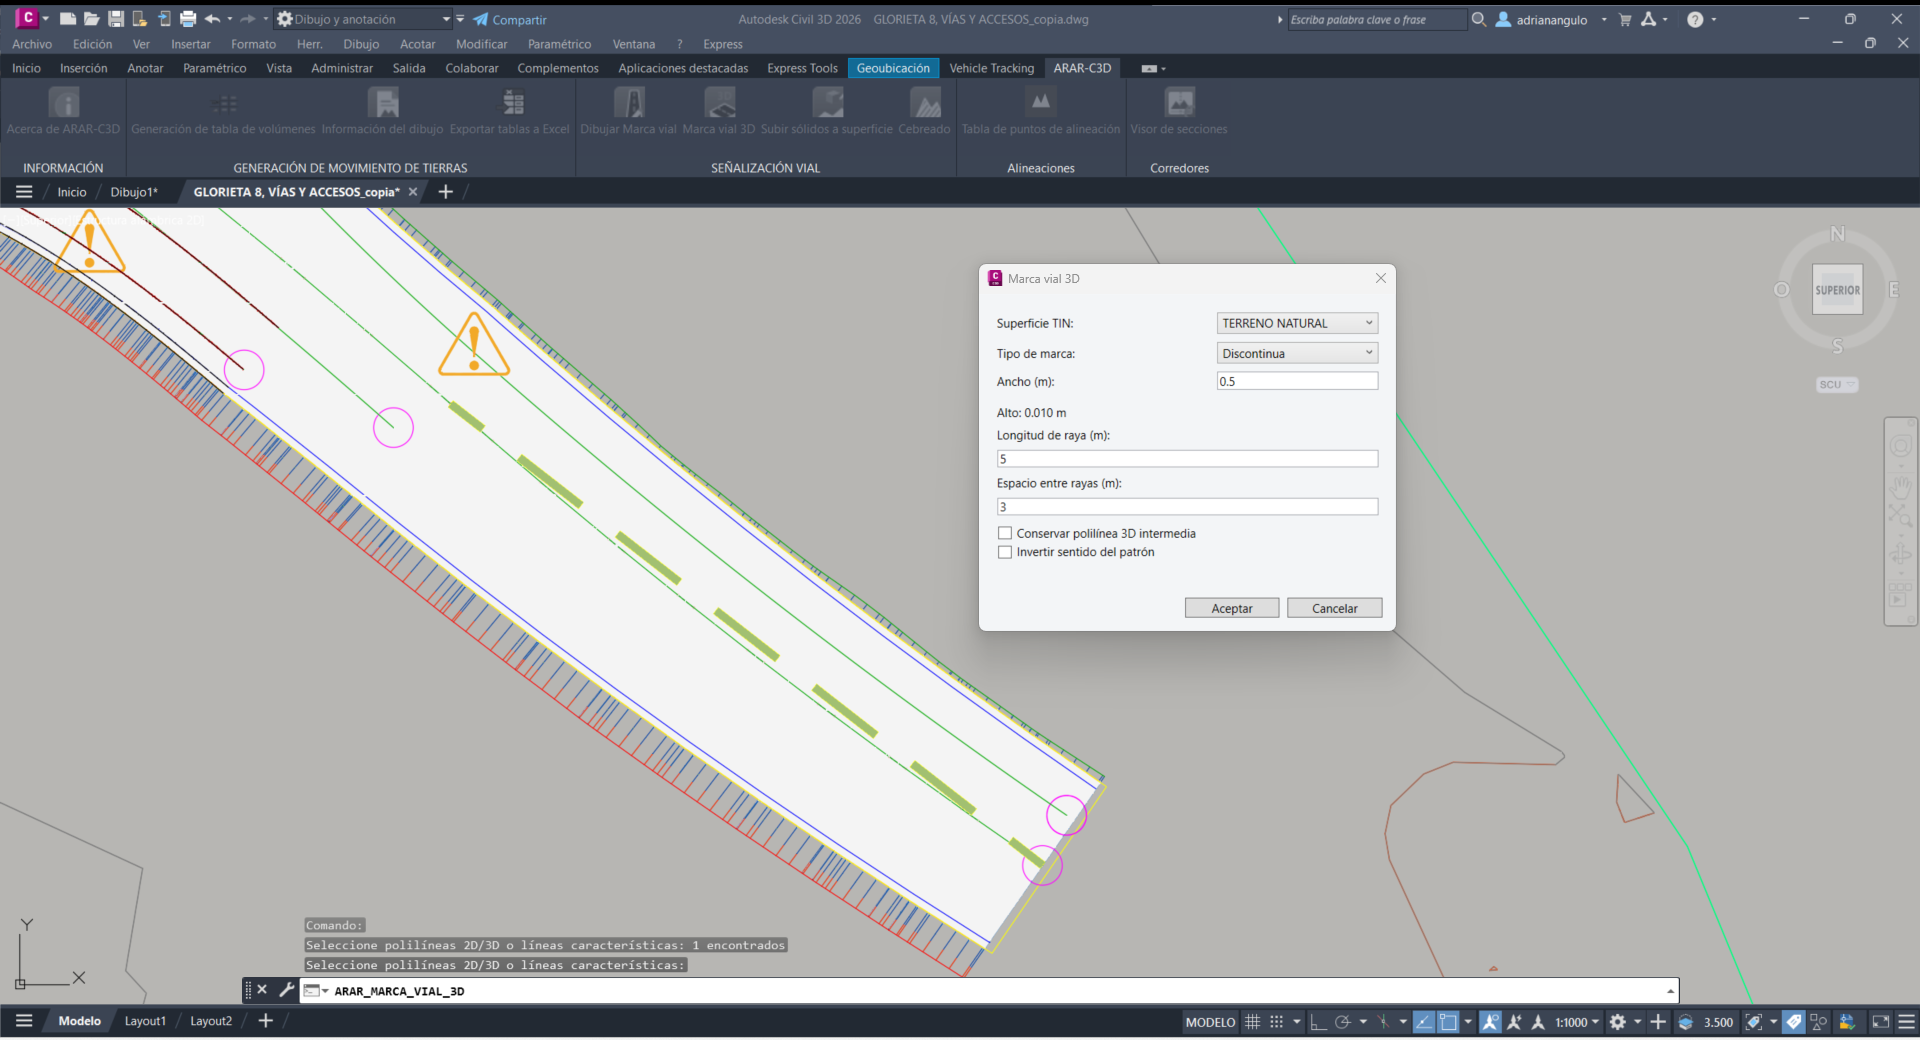 C
Dibujo y anotación
Compartir
Autodesk Civil 3D 2026 GLORIETA 8, VÍAS Y ACCESOS_copia.dwg
Escriba palabra clave o frase
adrianangulo
?
Archivo Edición Ver Insertar Formato Herr. Dibujo Acotar Modificar Paramétrico Ventana ? Express
Inicio Inserción Anotar Paramétrico Vista Administrar Salida Colaborar Complementos Aplicaciones destacadas Express Tools Geoubicación Vehicle Tracking ARAR-C3D
Acerca de ARAR-C3D Generación de tabla de volúmenes Información del dibujo Exportar tablas a Excel Dibujar Marca vial Marca vial 3D Subir sólidos a superficie Cebreado Tabla de puntos de alineación Visor de secciones
INFORMACIÓN GENERACIÓN DE MOVIMIENTO DE TIERRAS SEÑALIZACIÓN VIAL Alineaciones Corredores
Inicio Dibujo1* GLORIETA 8, VÍAS Y ACCESOS_copia*
N
O SUPERIOR E
S
SCU
Marca vial 3D
Superficie TIN: TERRENO NATURAL
Tipo de marca: Discontinua
Ancho (m): 0.5
Alto: 0.010 m
Longitud de raya (m):
5
Espacio entre rayas (m):
3
Conservar polilínea 3D intermedia
Invertir sentido del patrón
Aceptar Cancelar
Y
X
Comando:
Seleccione polilíneas 2D/3D o líneas características: 1 encontrados
Seleccione polilíneas 2D/3D o líneas características:
ARAR_MARCA_VIAL_3D
Modelo Layout1 Layout2
MODELO 1:1000 3.500